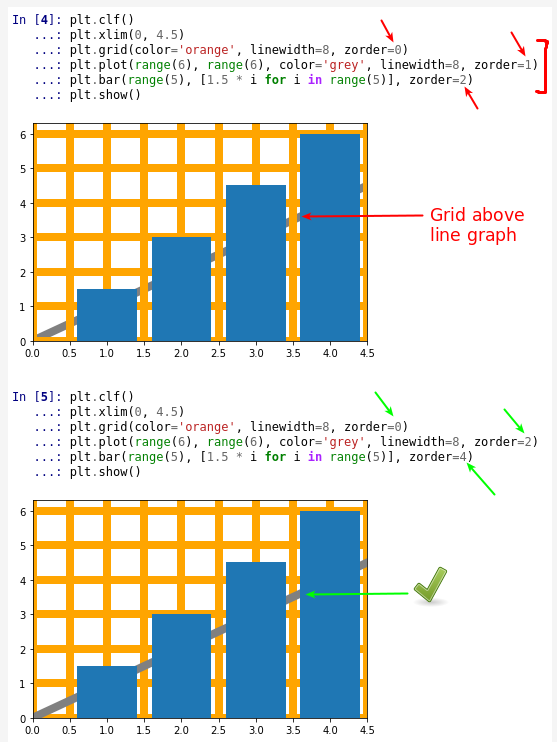 In [4]: plt.clf()
...: plt.xlim(0, 4.5)
...: plt.grid(color='orange', linewidth=8, zorder=0)
...: plt.plot(range(6), range(6), color='grey', linewidth=8, zorder=1)
...: plt.bar(range(5), [1.5 * i for i in range(5)], zorder=2)
...: plt.show()
6
5
4
3
2
1
0
0.0 0.5 1.0 1.5 2.0 2.5 3.0 3.5 4.0 4.5
Grid above
line graph
In [5]: plt.clf()
...: plt.xlim(0, 4.5)
...: plt.grid(color='orange', linewidth=8, zorder=0)
...: plt.plot(range(6), range(6), color='grey', linewidth=8, zorder=2)
...: plt.bar(range(5), [1.5 * i for i in range(5)], zorder=4)
...: plt.show()
6
5
4
3
2
1
0
0.0 0.5 1.0 1.5 2.0 2.5 3.0 3.5 4.0 4.5